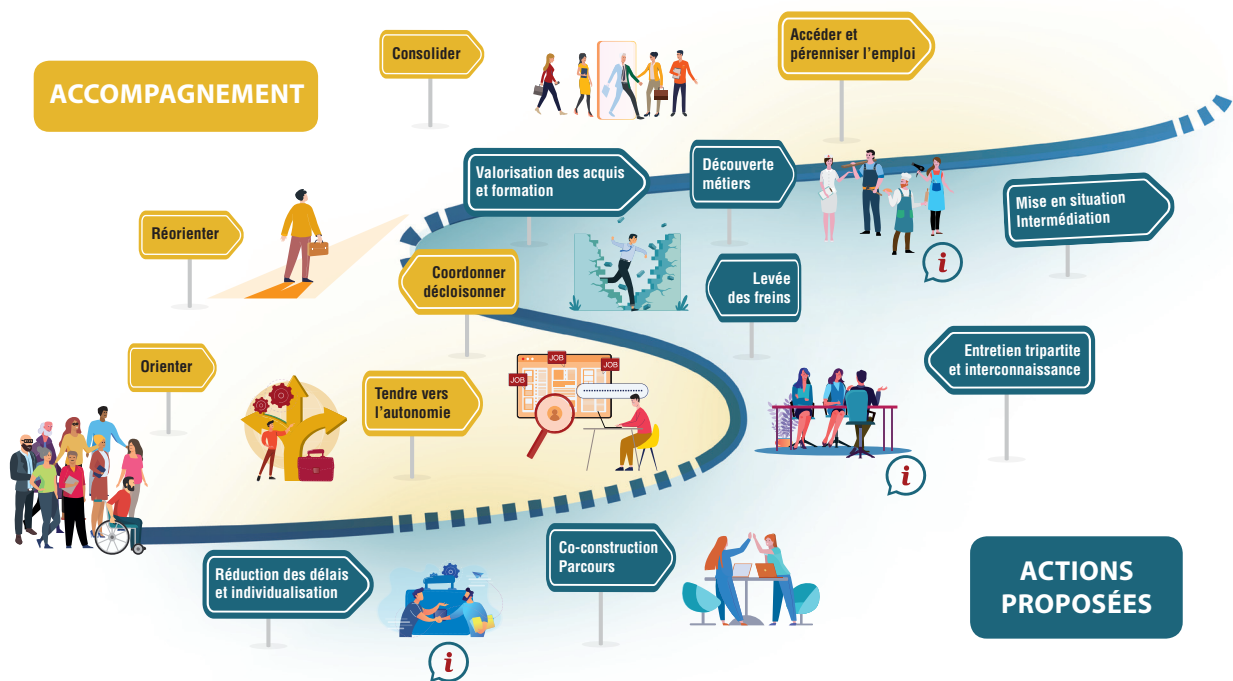 ACCOMPAGNEMENT
Consolider
Accéder et
pérenniser l’emploi
Valorisation des acquis
et formation
Découverte
métiers
Mise en situation
Intermédiation
Réorienter
i
Coordonner
décloisonner
Levée
des freins
Orienter
Tendre vers
l’autonomie
JOB
JOB
JOB
Entretien tripartite
et interconnaissance
i
Réduction des délais
et individualisation
Co-construction
Parcours
i
ACTIONS
PROPOSÉES